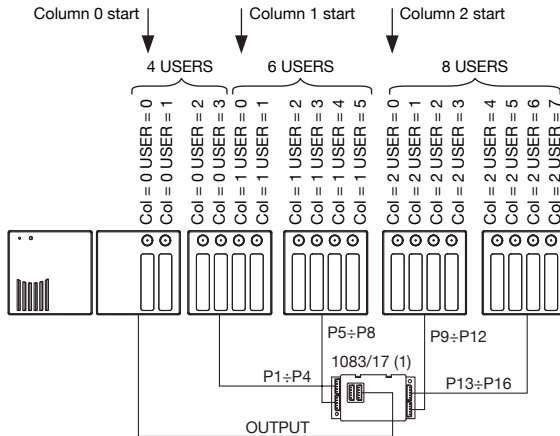 Column 0 start
Column 1 start
Column 2 start
4 USERS
6 USERS
8 USERS
Col = 0 USER = 0
Col = 0 USER = 1
Col = 0 USER = 2
Col = 0 USER = 3
Col = 1 USER = 0
Col = 1 USER = 1
Col = 1 USER = 2
Col = 1 USER = 3
Col = 1 USER = 4
Col = 1 USER = 5
Col = 2 USER = 0
Col = 2 USER = 1
Col = 2 USER = 2
Col = 2 USER = 3
Col = 2 USER = 4
Col = 2 USER = 5
Col = 2 USER = 6
Col = 2 USER = 7
P5÷P8
P9÷P12
1083/17 (1)
P1÷P4
P13÷P16
OUTPUT